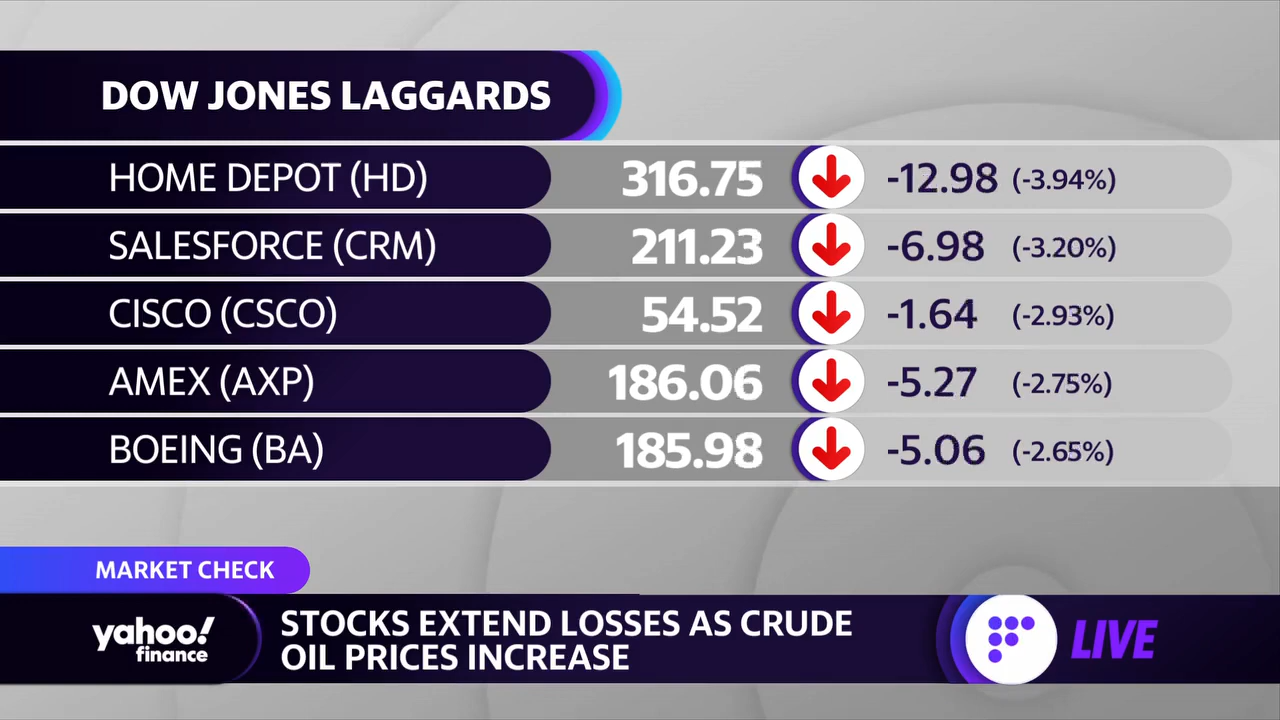 DOW JONES LAGGARDS
HOME DEPOT (HD) 316.75 -12.98 (-3.94%)
SALESFORCE (CRM) 211.23 -6.98 (-3.20%)
CISCO (CSCO) 54.52 -1.64 (-2.93%)
AMEX (AXP) 186.06 -5.27 (-2.75%)
BOEING (BA) 185.98 -5.06 (-2.65%)
MARKET CHECK
yahoo!
finance
STOCKS EXTEND LOSSES AS CRUDE
OIL PRICES INCREASE
LIVE